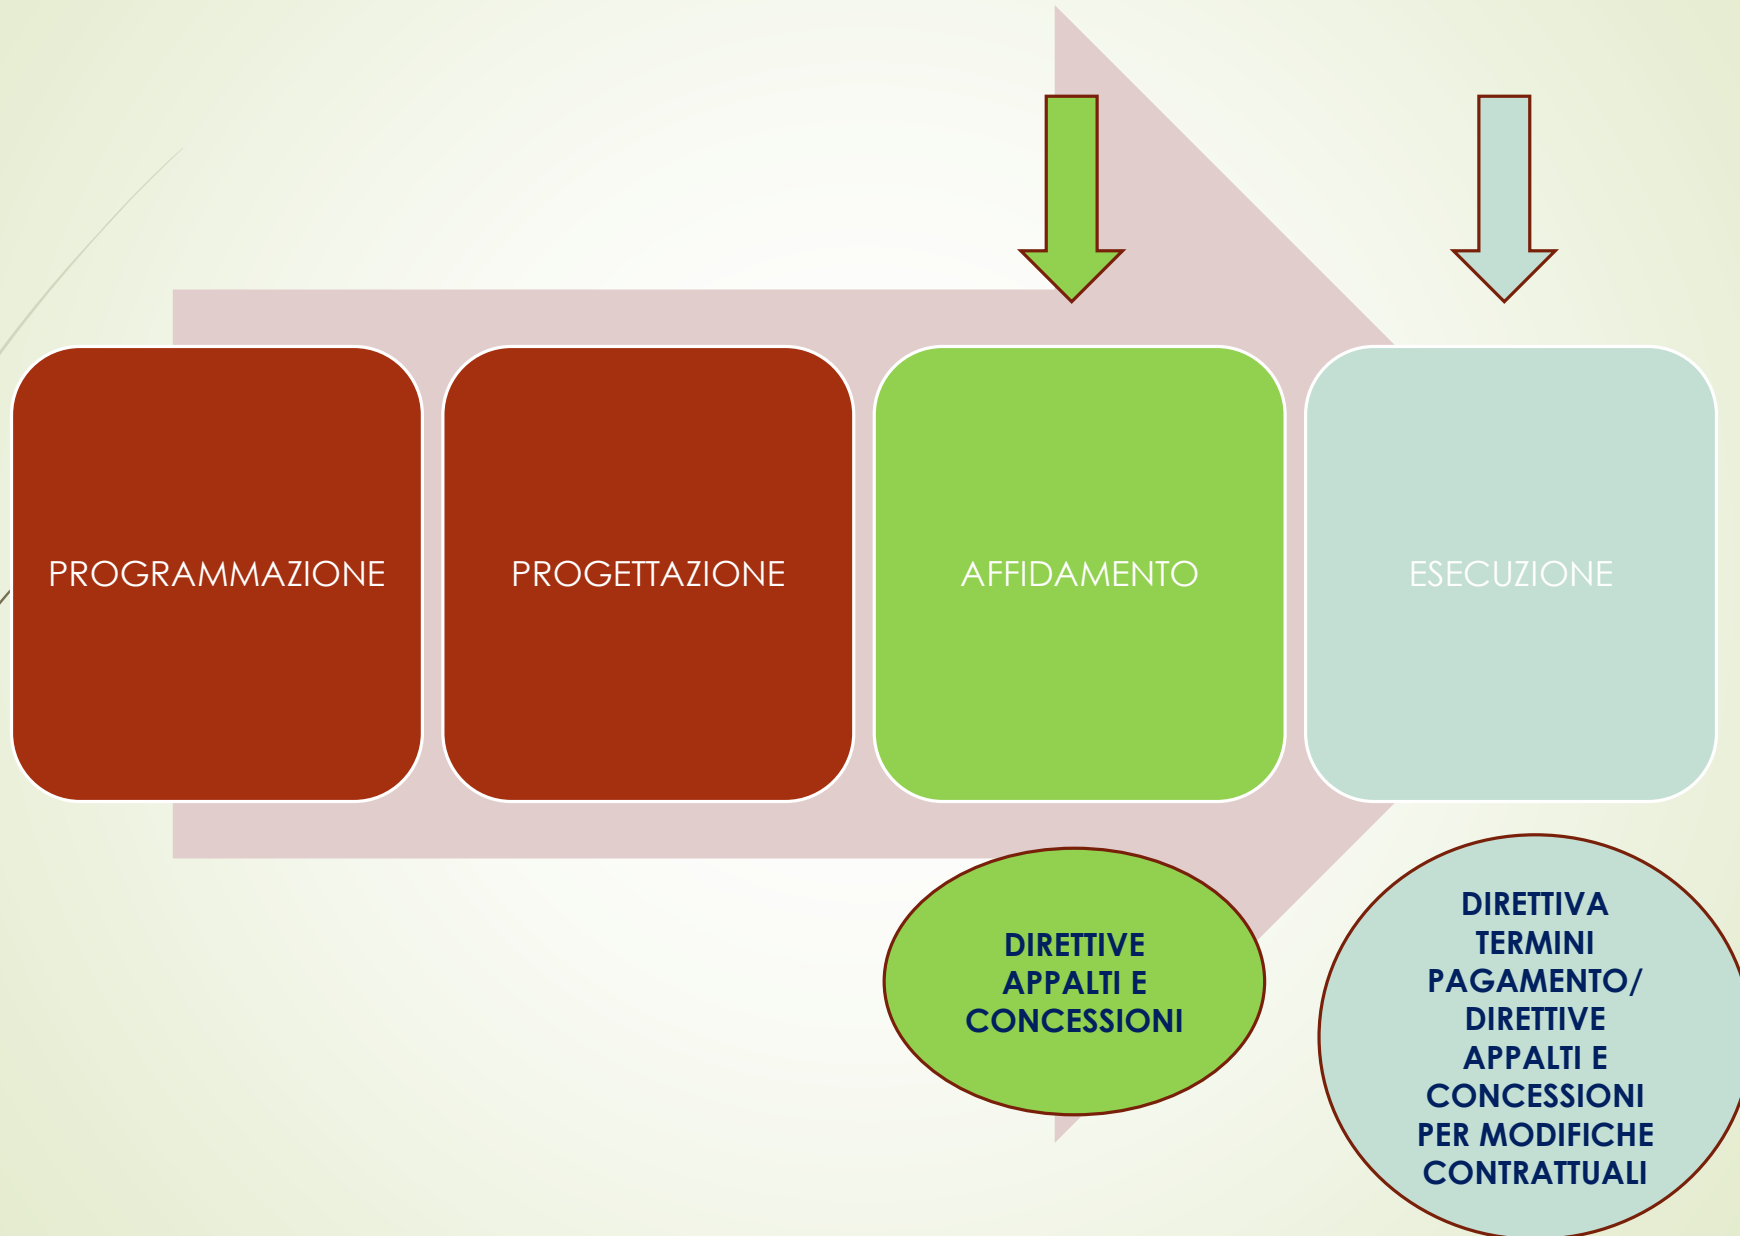 PROGRAMMAZIONE
PROGETTAZIONE
AFFIDAMENTO
ESECUZIONE
DIRETTIVE
APPALTI E
CONCESSIONI
DIRETTIVA
TERMINI
PAGAMENTO/
DIRETTIVE
APPALTI E
CONCESSIONI
PER MODIFICHE
CONTRATTUALI